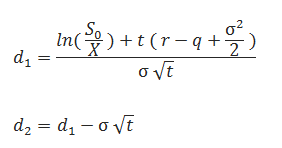 d₁ = (ln(S₀/X) + t (r − q + σ²/2)) / (σ √t)
d₂ = d₁ − σ √t